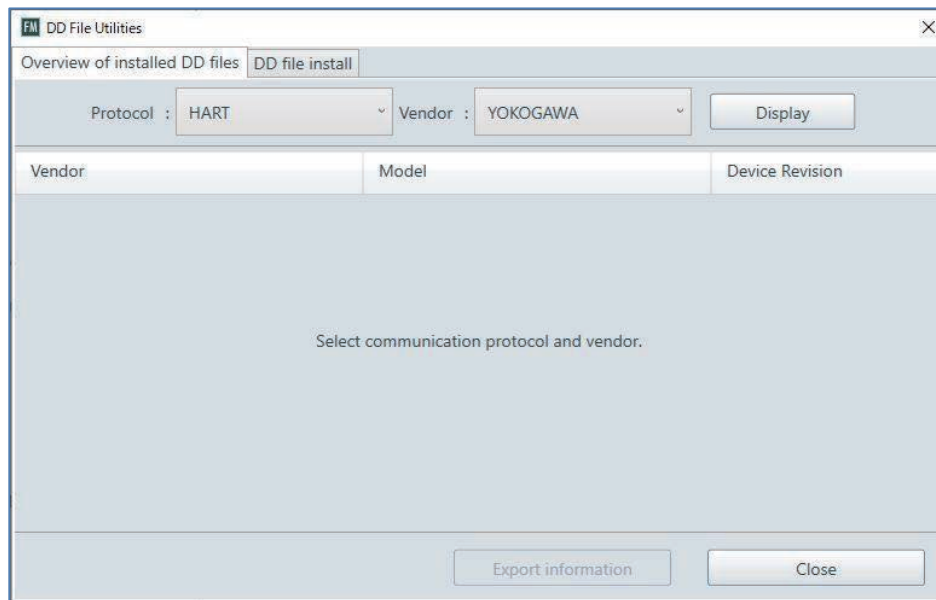 FM DD File Utilities
Overview of installed DD files DD file install
Protocol : HART Vendor : YOKOGAWA Display
Vendor Model Device Revision
Select communication protocol and vendor.
Export information Close